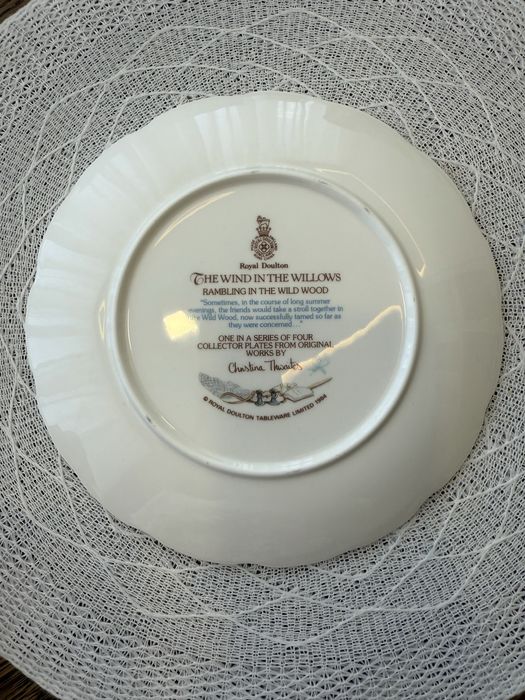 Royal Doulton
THE WIND IN THE WILLOWS
RAMBLING IN THE WILD WOOD
"Sometimes, in the course of long summer
evenings, the friends would take a stroll together in
the Wild Wood, now successfully tamed so far as
they were concerned..."
ONE IN A SERIES OF FOUR
COLLECTOR PLATES FROM ORIGINAL
WORKS BY
Christina Thwaites
© ROYAL DOULTON TABLEWARE LIMITED 1984